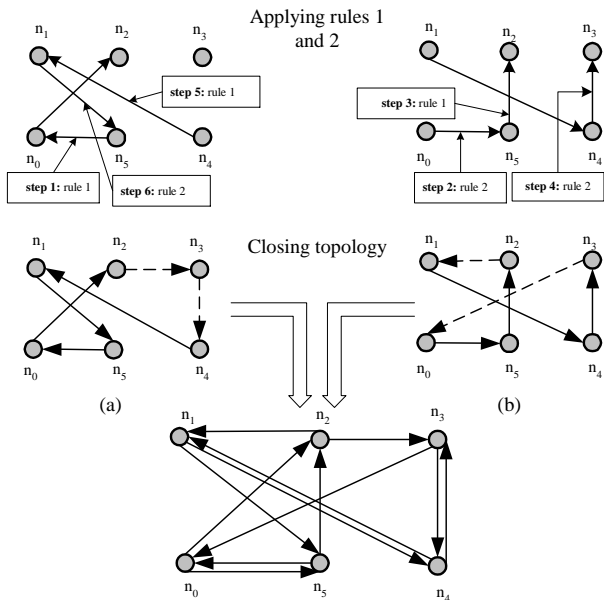 Applying rules 1
and 2
n1
n2
n3
step 5: rule 1
n0
n5
n4
step 1: rule 1
step 6: rule 2
n1
n2
n3
step 3: rule 1
n0
n5
n4
step 2: rule 2
step 4: rule 2
Closing topology
n1
n2
n3
n0
n5
n4
(a)
n1
n2
n3
n0
n5
n4
(b)
n1
n2
n3
n0
n5
n4